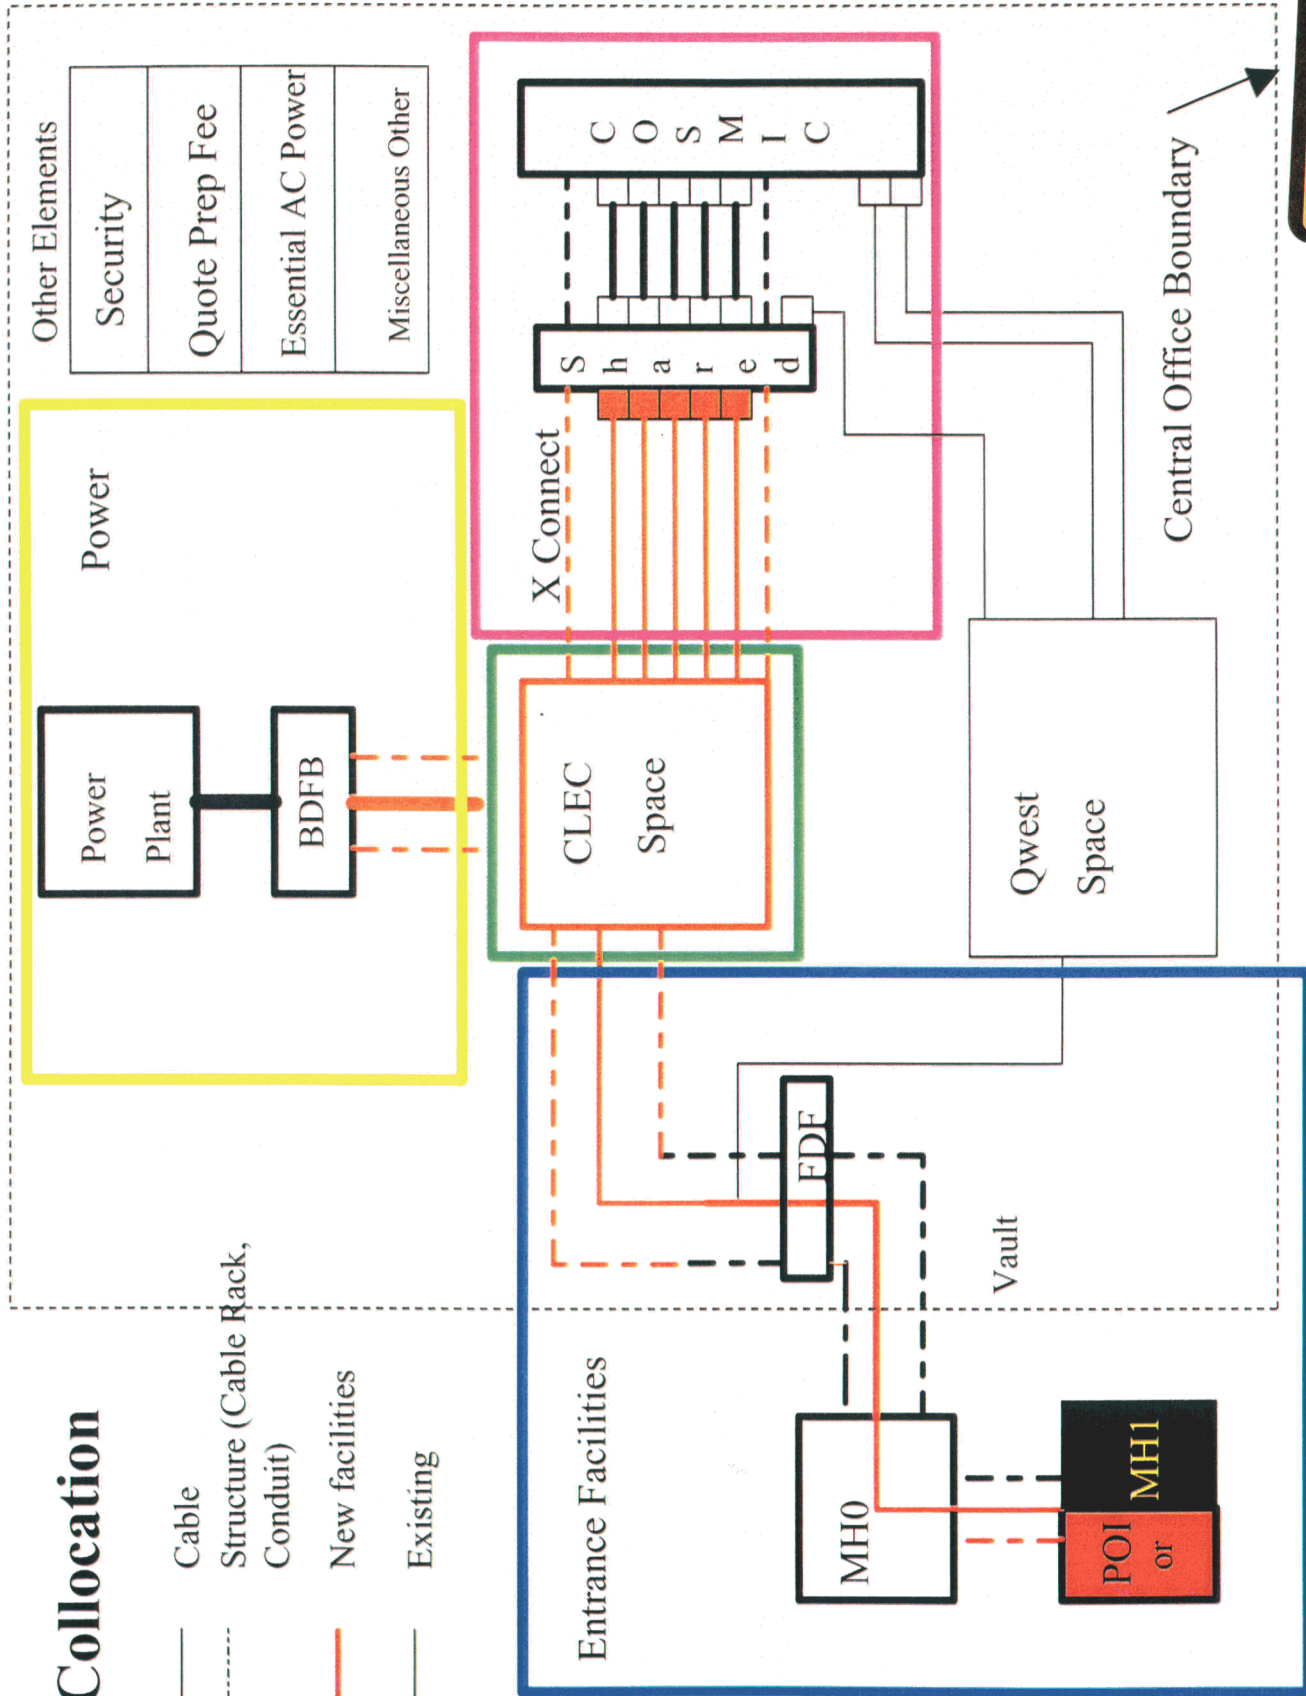 Collocation
Cable
Structure (Cable Rack,
Conduit)
New facilities
Existing
Power
Power
Plant
BDFB
Other Elements
Security
Quote Prep Fee
Essential AC Power
Miscellaneous Other
Entrance Facilities
MH0
POI
or
MH1
FDF
Vault
CLEC
Space
X Connect
Shared
COSMIC
Qwest
Space
Central Office Boundary